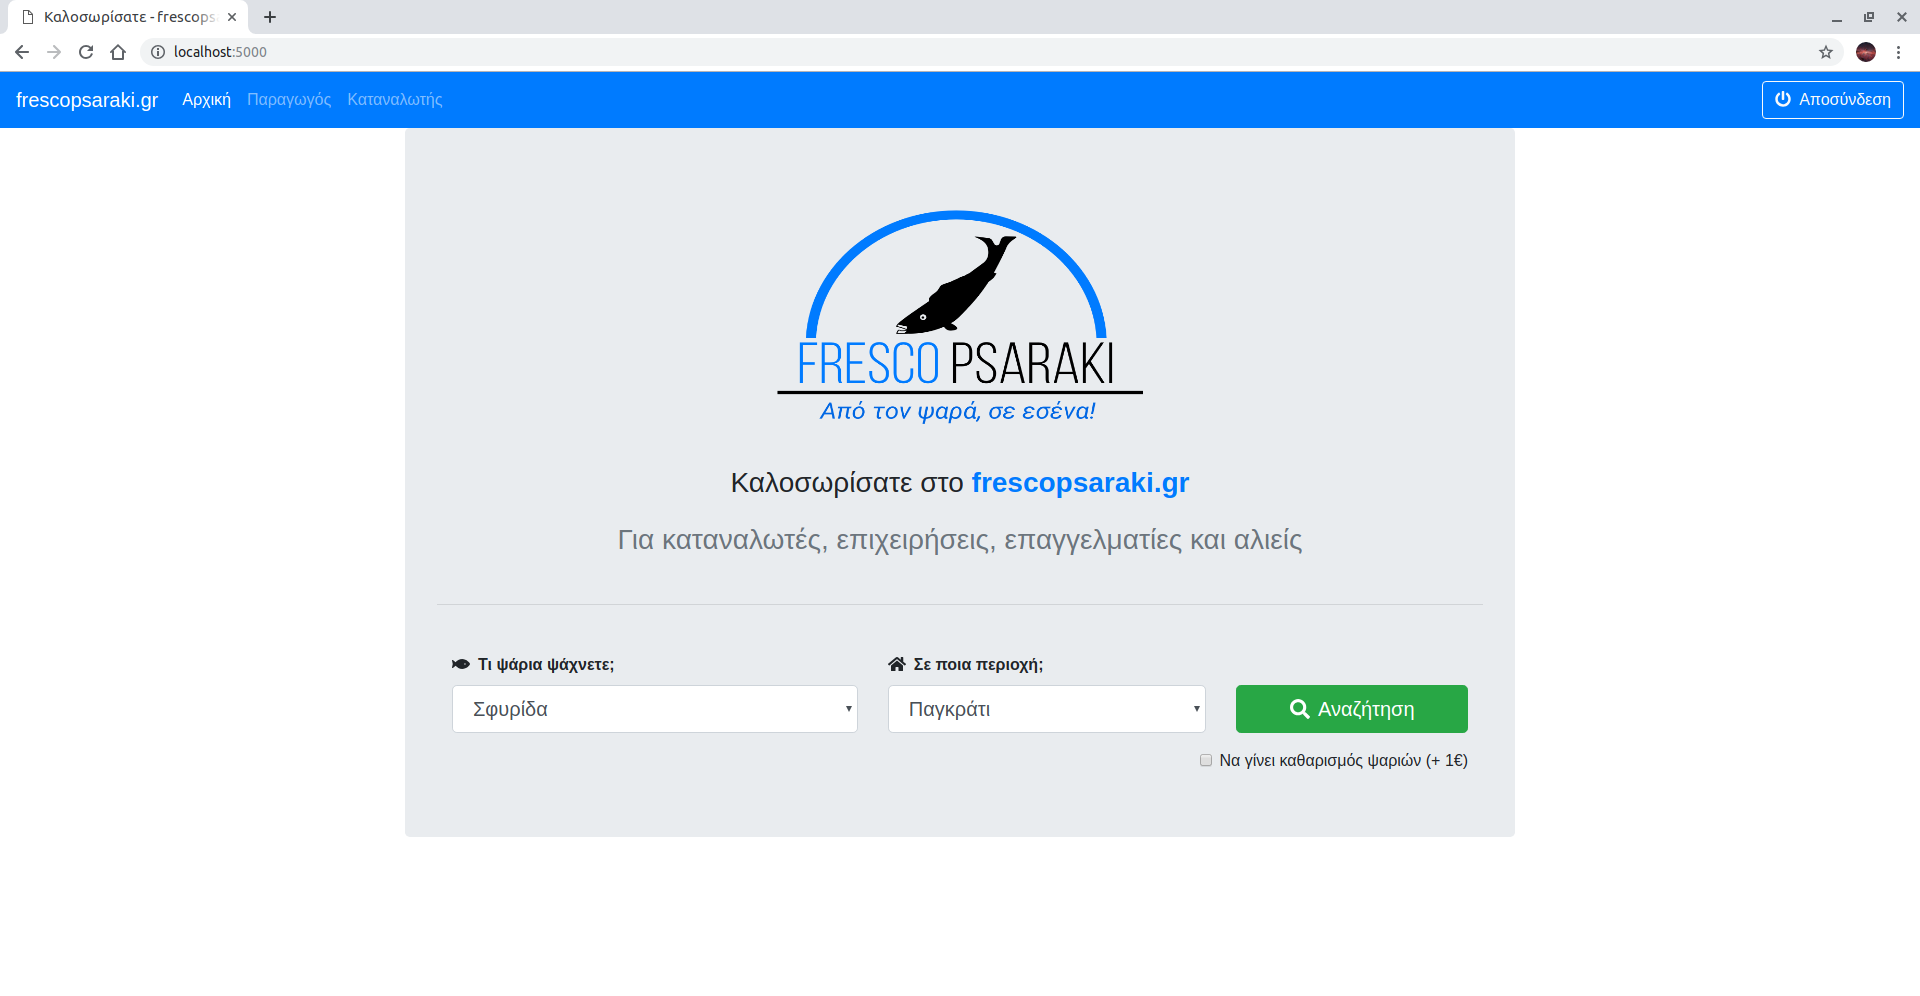 Καλοσωρίσατε - frescops
localhost:5000
frescopsaraki.gr Αρχική Παραγωγός Καταναλωτής Αποσύνδεση
FRESCO PSARAKI
Από τον ψαρά, σε εσένα!
Καλοσωρίσατε στο frescopsaraki.gr
Για καταναλωτές, επιχειρήσεις, επαγγελματίες και αλιείς
Τι ψάρια ψάχνετε; Σε ποια περιοχή;
Σφυρίδα Παγκράτι Αναζήτηση
Να γίνει καθαρισμός ψαριών (+ 1€)